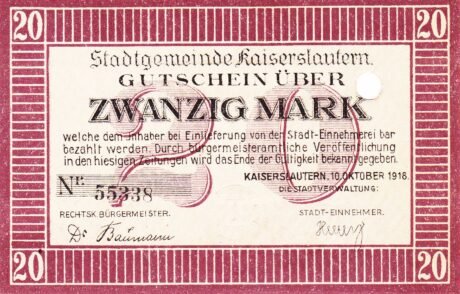 20 20
Stadtgemeinde Kaiserslautern.
GUTSCHEIN ÜBER
20
ZWANZIG MARK
welche dem Inhaber bei Einlieferung von der Stadt-Einnehmerei bar
bezahlt werden. Durch bürgermeisteramtliche Veröffentlichung
in den hiesigen Zeitungen wird das Ende der Gültigkeit bekanntgegeben.
Nr. 55338
KAISERSLAUTERN, 10. OKTOBER 1918.
DIE STADTVERWALTUNG:
RECHTSK. BÜRGERMEISTER. STADT-EINNEHMER.
Dr. Baumann
20 20